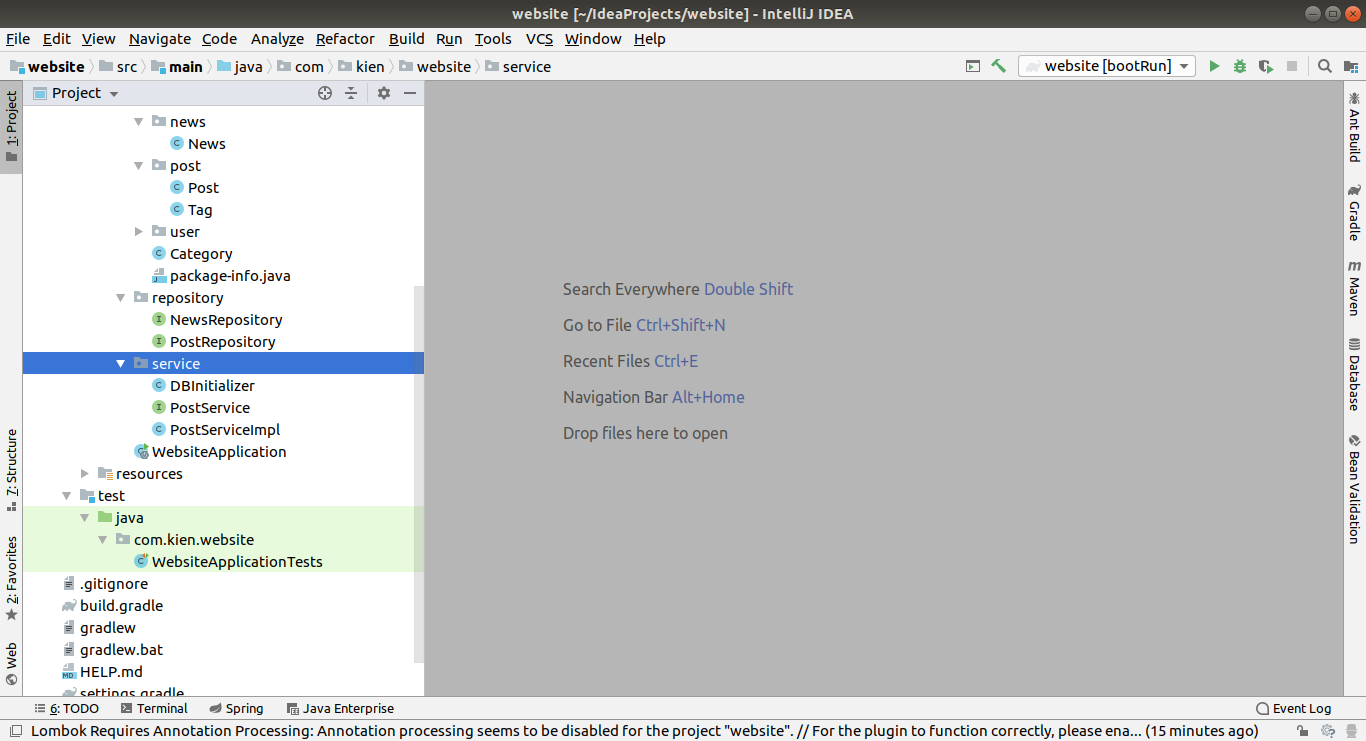 website [~/IdeaProjects/website] - IntelliJ IDEA
File Edit View Navigate Code Analyze Refactor Build Run Tools VCS Window Help
website src main java com kien website service website [bootRun]
Project
news
News
post
Post
Tag
user
Category
package-info.java
repository
NewsRepository
PostRepository
service
DBInitializer
PostService
PostServiceImpl
WebsiteApplication
resources
test
java
com.kien.website
WebsiteApplicationTests
.gitignore
build.gradle
gradlew
gradlew.bat
HELP.md
settings.gradle
1: Project
7: Structure
2: Favorites
Web
Search Everywhere Double Shift
Go to File Ctrl+Shift+N
Recent Files Ctrl+E
Navigation Bar Alt+Home
Drop files here to open
Ant Build
Gradle
Maven
Database
Bean Validation
6: TODO Terminal Spring Java Enterprise Event Log
Lombok Requires Annotation Processing: Annotation processing seems to be disabled for the project "website". // For the plugin to function correctly, please ena... (15 minutes ago)